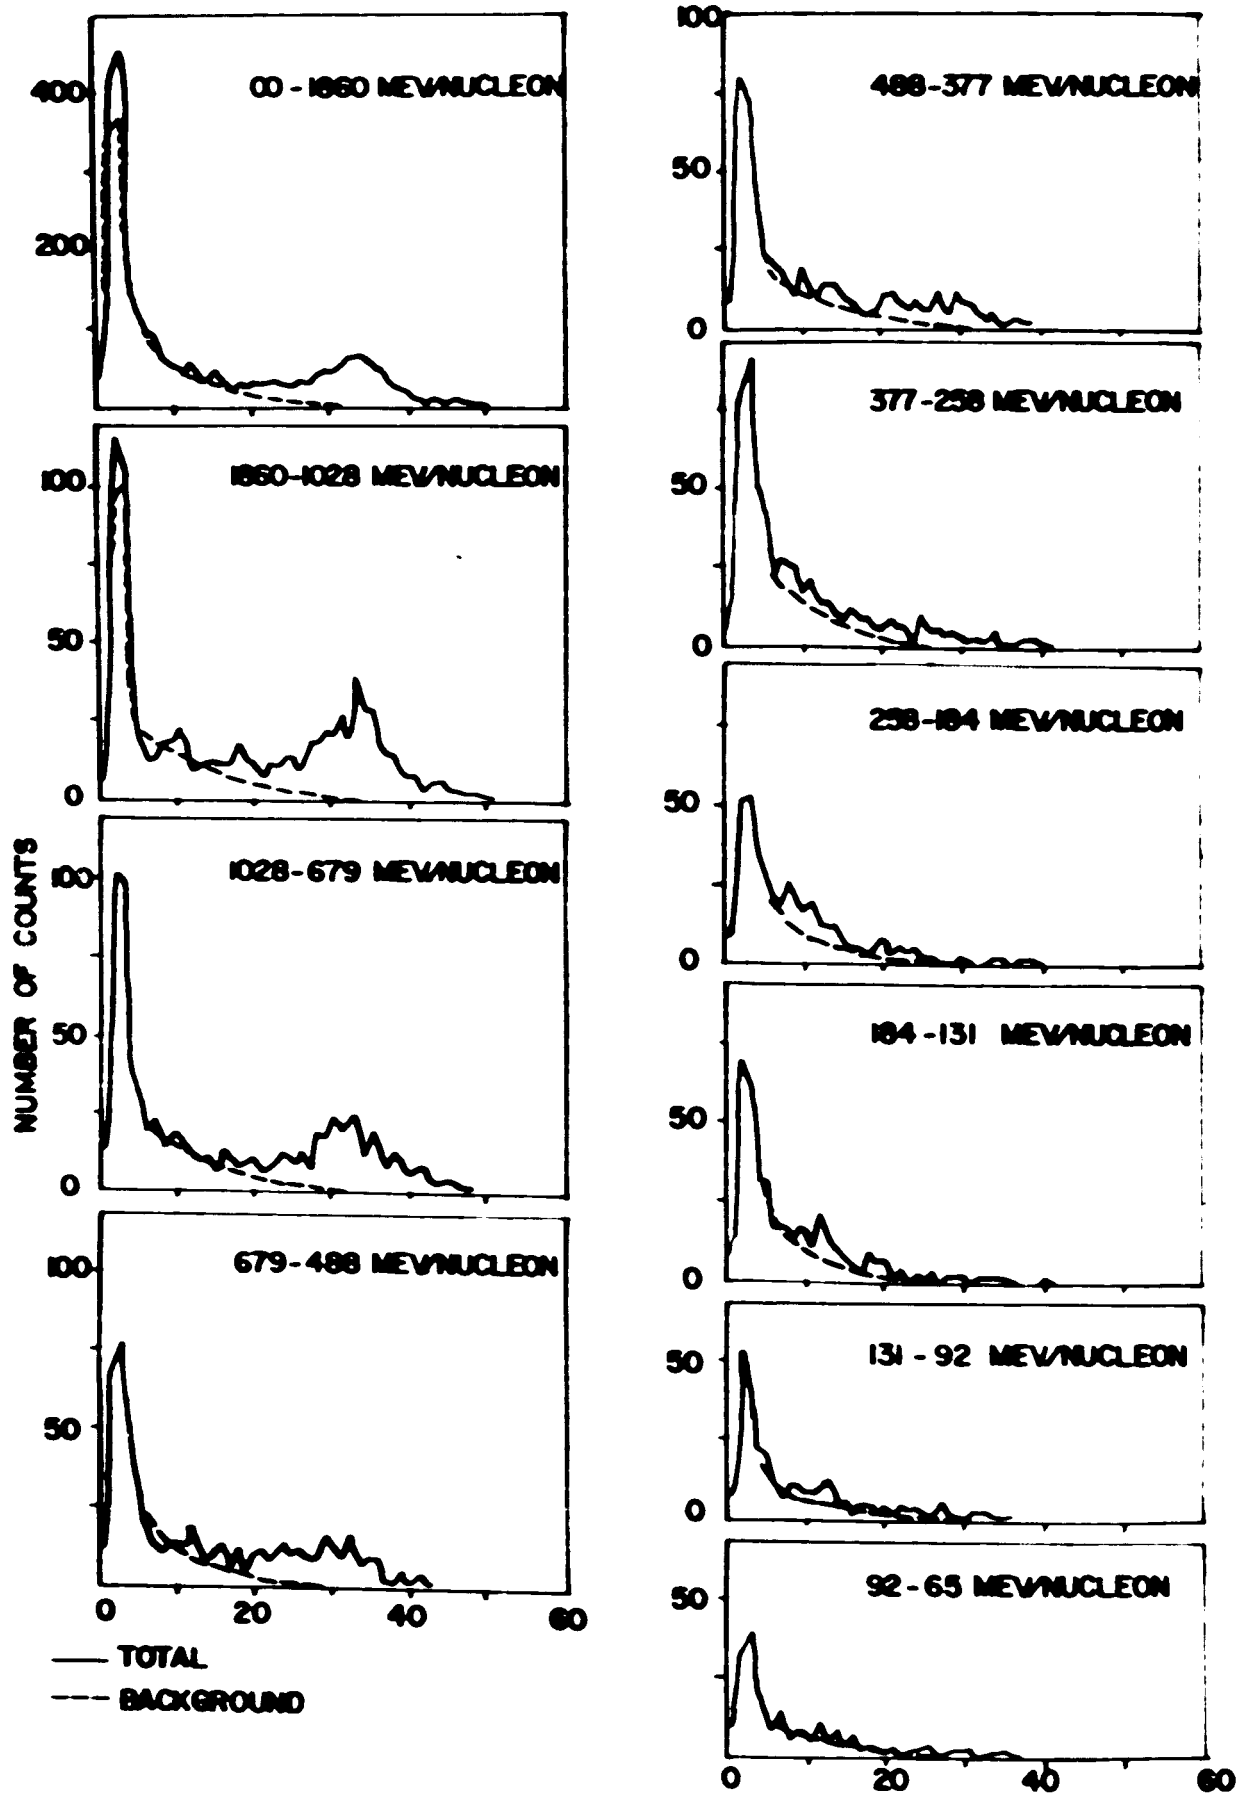 400
200
∞ - 1860 MEV/NUCLEON
100
50
0
1860-1028 MEV/NUCLEON
100
50
0
1028-679 MEV/NUCLEON
100
50
679-488 MEV/NUCLEON
0 20 40 60
NUMBER OF COUNTS
TOTAL
BACKGROUND
100
50
0
488-377 MEV/NUCLEON
50
0
377-258 MEV/NUCLEON
50
0
258-184 MEV/NUCLEON
50
0
184-131 MEV/NUCLEON
50
0
131-92 MEV/NUCLEON
50
92-65 MEV/NUCLEON
0 20 40 60